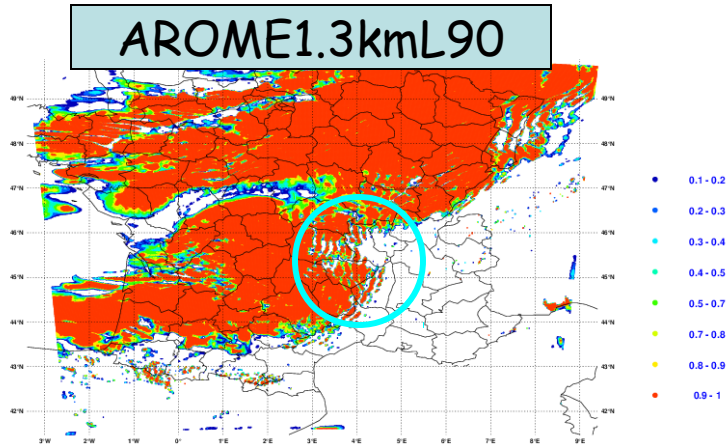 AROME1.3kmL90
49°N
48°N
47°N
46°N
45°N
44°N
43°N
42°N
3°W
2°W
1°W
0°
1°E
2°E
3°E
4°E
5°E
6°E
7°E
8°E
9°E
0.1 - 0.2
0.2 - 0.3
0.3 - 0.4
0.4 - 0.5
0.5 - 0.7
0.7 - 0.8
0.8 - 0.9
0.9 - 1